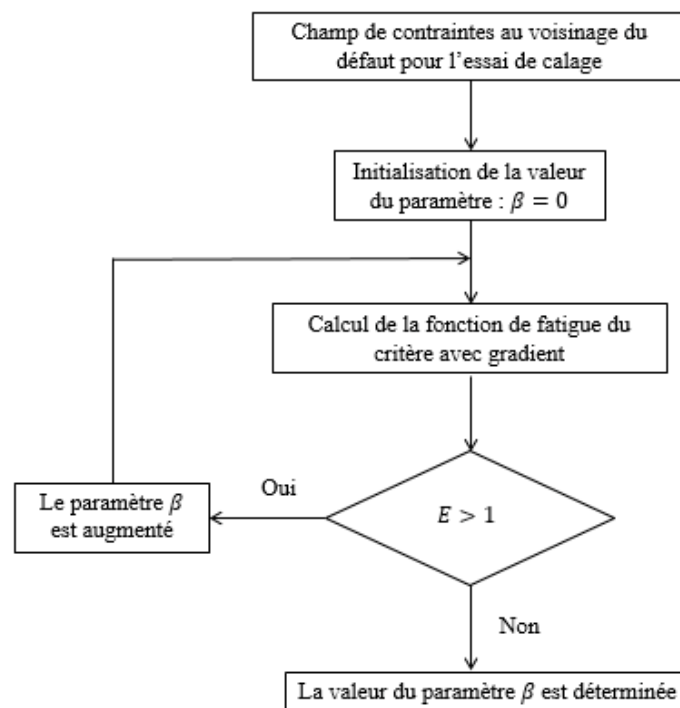 Champ de contraintes au voisinage du
défaut pour l'essai de calage
Initialisation de la valeur
du paramètre : β = 0
Calcul de la fonction de fatigue du
critère avec gradient
Oui
Le paramètre β
est augmenté
E > 1
Non
La valeur du paramètre β est déterminée